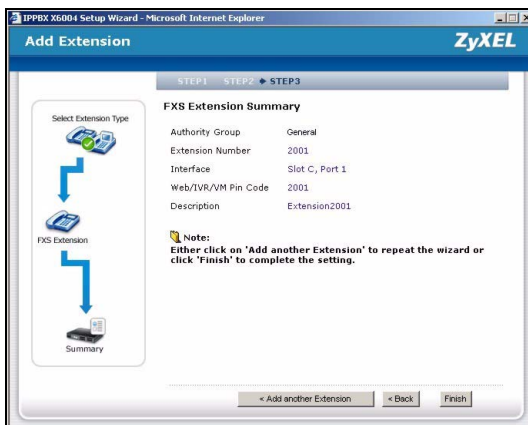 IPPBX X6004 Setup Wizard - Microsoft Internet Explorer
Add Extension
ZyXEL
STEP1 STEP2 STEP3
Select Extension Type
FXS Extension
Summary
FXS Extension Summary
Authority Group General
Extension Number 2001
Interface Slot C, Port 1
Web/IVR/VM Pin Code 2001
Description Extension2001
Note:
Either click on 'Add another Extension' to repeat the wizard or
click 'Finish' to complete the setting.
< Add another Extension < Back Finish